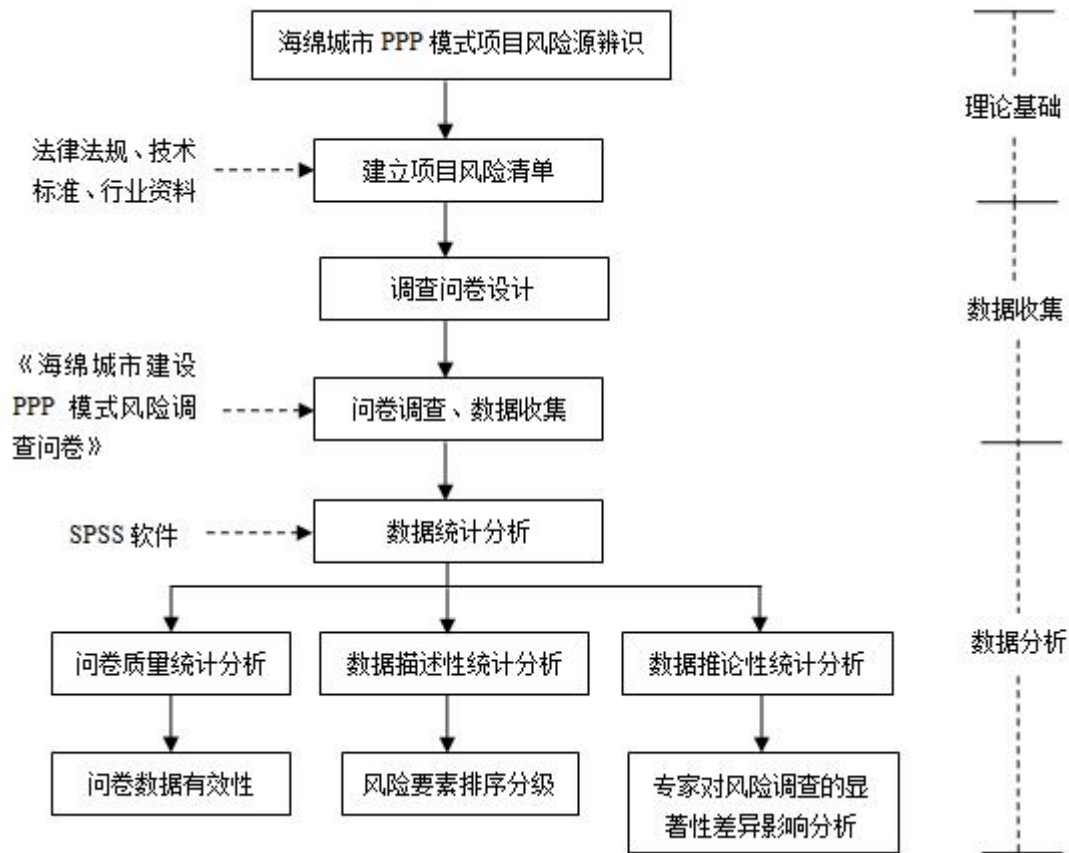 海绵城市 PPP 模式项目风险源辨识
理论基础
法律法规、技术
标准、行业资料
建立项目风险清单
调查问卷设计
数据收集
《海绵城市建设
PPP 模式风险调
查问卷》
问卷调查、数据收集
SPSS 软件
数据统计分析
问卷质量统计分析
数据描述性统计分析
数据推论性统计分析
数据分析
问卷数据有效性
风险要素排序分级
专家对风险调查的显
著性差异影响分析